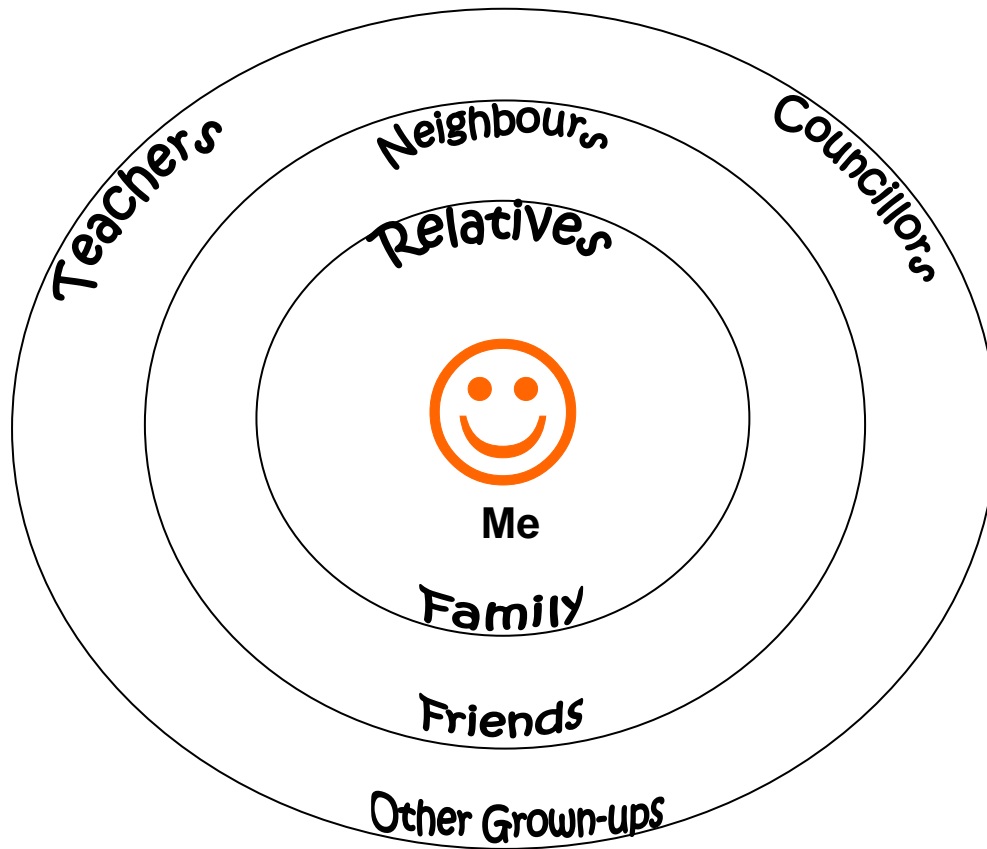 Teachers
Neighbours
Councillors
Relatives
Me
Family
Friends
Other Grown-ups